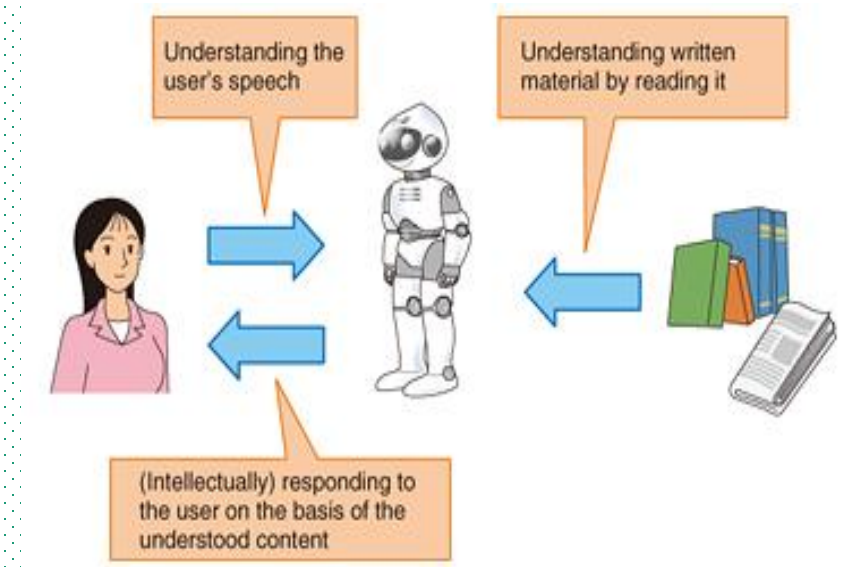 Understanding the
user's speech
Understanding written
material by reading it
(Intellectually) responding to
the user on the basis of the
understood content